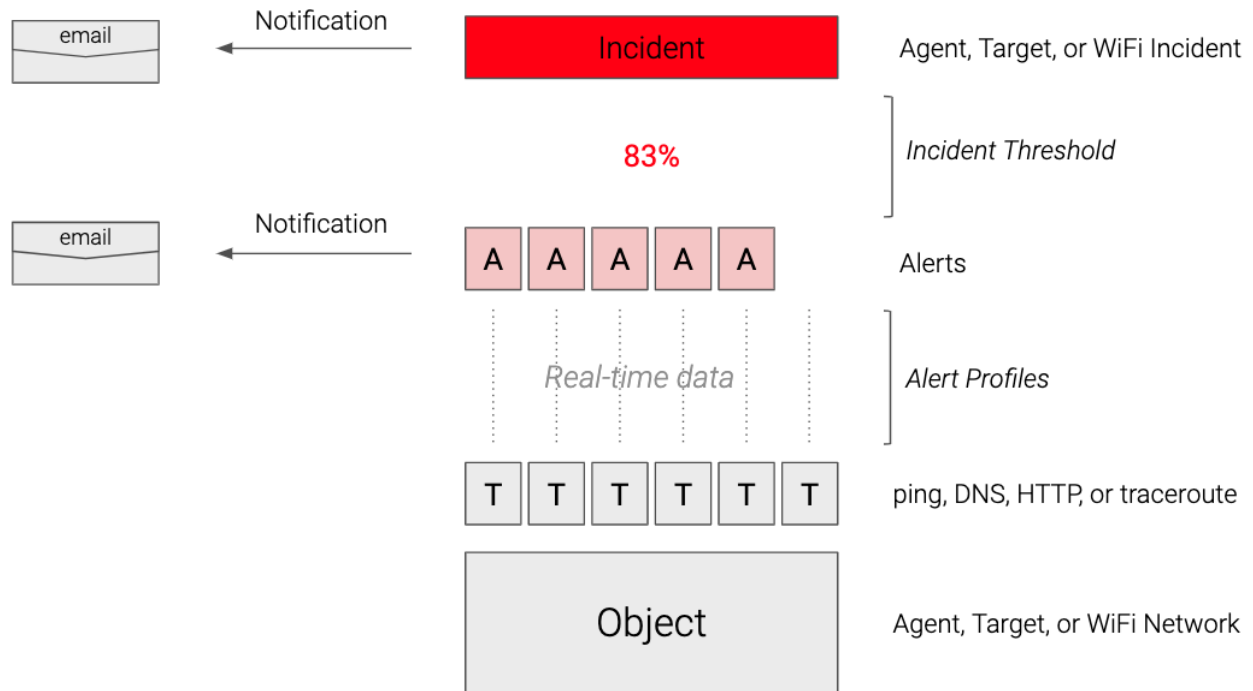 email
Notification
Incident
Agent, Target, or WiFi Incident
83%
Incident Threshold
email
Notification
A A A A A
Alerts
Real-time data
Alert Profiles
T T T T T T
ping, DNS, HTTP, or traceroute
Object
Agent, Target, or WiFi Network